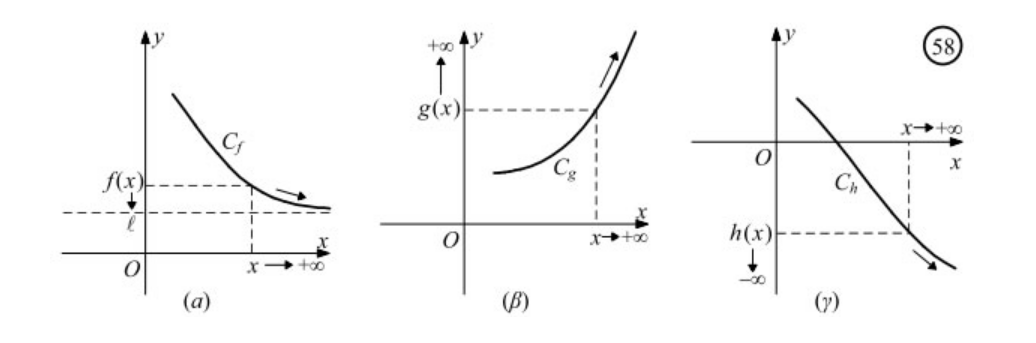 y
C_f
f(x)
ℓ
x
O
x → +∞
(α)
+∞
y
g(x)
C_g
x
O
x→+∞
(β)
58
y
x→+∞
O
x
C_h
h(x)
−∞
(γ)